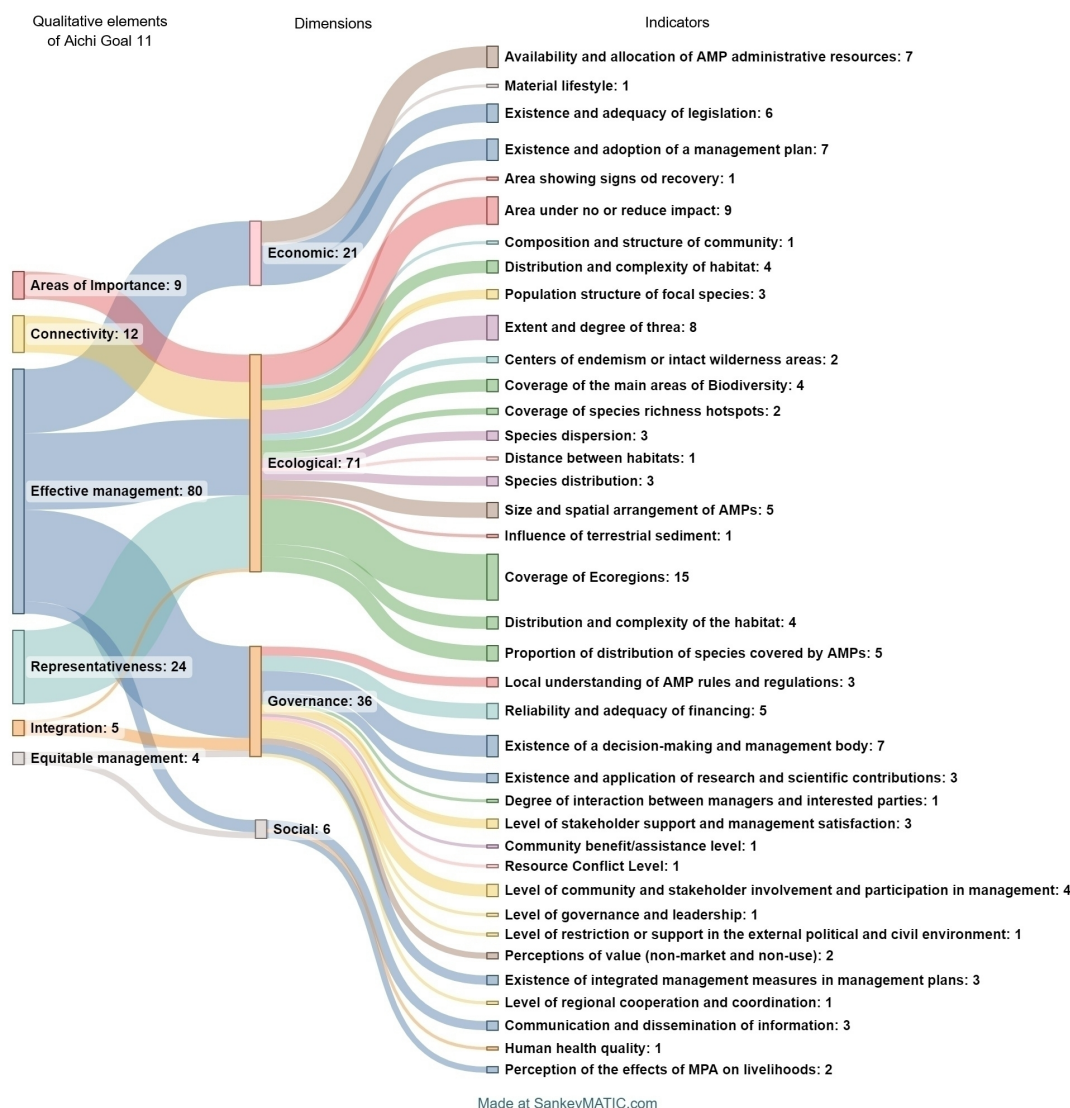 Qualitative elements
of Aichi Goal 11
Dimensions
Indicators
Areas of Importance: 9
Connectivity: 12
Effective management: 80
Representativeness: 24
Integration: 5
Equitable management: 4
Economic: 21
Ecological: 71
Governance: 36
Social: 6
Availability and allocation of AMP administrative resources: 7
Material lifestyle: 1
Existence and adequacy of legislation: 6
Existence and adoption of a management plan: 7
Area showing signs od recovery: 1
Area under no or reduce impact: 9
Composition and structure of community: 1
Distribution and complexity of habitat: 4
Population structure of focal species: 3
Extent and degree of threa: 8
Centers of endemism or intact wilderness areas: 2
Coverage of the main areas of Biodiversity: 4
Coverage of species richness hotspots: 2
Species dispersion: 3
Distance between habitats: 1
Species distribution: 3
Size and spatial arrangement of AMPs: 5
Influence of terrestrial sediment: 1
Coverage of Ecoregions: 15
Distribution and complexity of the habitat: 4
Proportion of distribution of species covered by AMPs: 5
Local understanding of AMP rules and regulations: 3
Reliability and adequacy of financing: 5
Existence of a decision-making and management body: 7
Existence and application of research and scientific contributions: 3
Degree of interaction between managers and interested parties: 1
Level of stakeholder support and management satisfaction: 3
Community benefit/assistance level: 1
Resource Conflict Level: 1
Level of community and stakeholder involvement and participation in management: 4
Level of governance and leadership: 1
Level of restriction or support in the external political and civil environment: 1
Perceptions of value (non-market and non-use): 2
Existence of integrated management measures in management plans: 3
Level of regional cooperation and coordination: 1
Communication and dissemination of information: 3
Human health quality: 1
Perception of the effects of MPA on livelihoods: 2
Made at SankeyMATIC.com